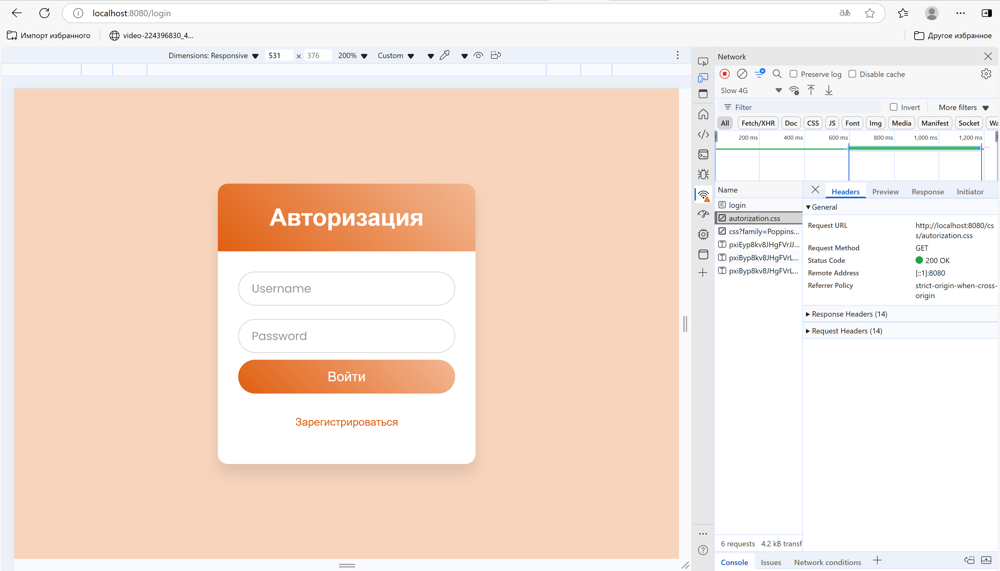 localhost:8080/login
aあ
Импорт избранного
video-224396830_4...
Другое избранное
Dimensions: Responsive
531 × 376
200%
Custom
Network
Preserve log
Disable cache
Slow 4G
Filter
Invert
More filters
All
Fetch/XHR
Doc
CSS
JS
Font
Img
Media
Manifest
Socket
Wa
200 ms
400 ms
600 ms
800 ms
1,000 ms
1,200 ms
Авторизация
Username
Password
Войти
Зарегистрироваться
Name
login
autorization.css
css?family=Poppins...
pxiEyp8kv8JHgFVrJJ...
pxiByp8kv8JHgFVrL...
pxiByp8kv8JHgFVrL...
Headers
Preview
Response
Initiator
General
Request URL
http://localhost:8080/cs
s/autorization.css
Request Method
GET
Status Code
200 OK
Remote Address
[::1]:8080
Referrer Policy
strict-origin-when-cross-
origin
Response Headers (14)
Request Headers (14)
6 requests
4.2 kB transf
Console
Issues
Network conditions